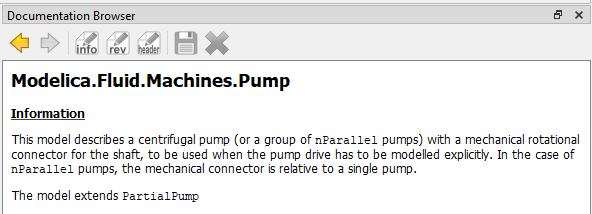 Documentation Browser
info rev header
Modelica.Fluid.Machines.Pump
Information
This model describes a centrifugal pump (or a group of nParallel pumps) with a mechanical rotational
connector for the shaft, to be used when the pump drive has to be modelled explicitly. In the case of
nParallel pumps, the mechanical connector is relative to a single pump.
The model extends PartialPump